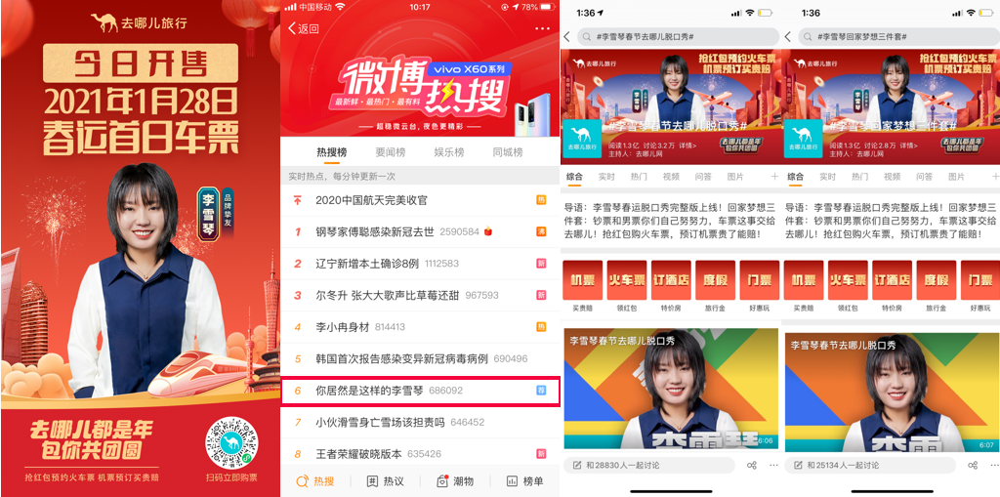 去哪儿旅行
今日开售
2021年1月28日
春运首日车票
李雪琴
品牌挚友
去哪儿都是年
包你共团圆
抢红包预约火车票 机票预订买贵赔
扫码立即购票
中国移动
10:17
78%
返回
微博热搜
vivo X60系列
最新鲜·最热门·最有料
超稳微云台,夜色更精彩
热搜榜
要闻榜
娱乐榜
同城榜
实时热点,每分钟更新一次
2020中国航天完美收官
热
1 钢琴家傅聪感染新冠去世 2590584
沸
2 辽宁新增本土确诊8例 1112583
新
3 尔冬升 张大大歌声比草莓还甜 967593
新
4 李小冉身材 814413
热
5 韩国首次报告感染变异新冠病毒病例 690496
6 你居然是这样的李雪琴 686092
荐
7 小伙滑雪身亡雪场该担责吗 646452
8 王者荣耀破晓版本 635426
新
热搜
热议
潮物
榜单
1:36
#李雪琴春节去哪儿脱口秀#
去哪儿旅行
抢红包预约火车票
机票预订买贵赔
李雪琴
#李雪琴春节去哪儿脱口秀#
阅读1.3亿 讨论3.2万 详情>
主持人:去哪儿网
去哪儿都是年
包你共团圆
去哪儿旅行
综合
实时
热门
视频
问答
图片
导语:李雪琴春运脱口秀完整版上线!回家梦想三
件套:钞票和男票你们自己努努力,车票这事交给
去哪儿!抢红包购火车票,预订机票贵了能赔!
机票
火车票
订酒店
度假
门票
买贵赔
领红包
特价房
旅行金
好惠玩
李雪琴春节去哪儿脱口秀
李雪琴
6:06
和28830人一起讨论
1:36
#李雪琴回家梦想三件套#
去哪儿旅行
抢红包预约火车票
机票预订买贵赔
李雪琴
#李雪琴回家梦想三件套#
阅读1.3亿 讨论2.8万 详情>
主持人:去哪儿网
去哪儿都是年
包你共团圆
去哪儿旅行
综合
实时
热门
视频
问答
图片
导语:李雪琴春运脱口秀完整版上线!回家梦想三
件套:钞票和男票你们自己努努力,车票这事交给
去哪儿!抢红包购火车票,预订机票贵了能赔!
机票
火车票
订酒店
度假
门票
买贵赔
领红包
特价房
旅行金
好惠玩
李雪琴春节去哪儿脱口秀
6:07
和25134人一起讨论